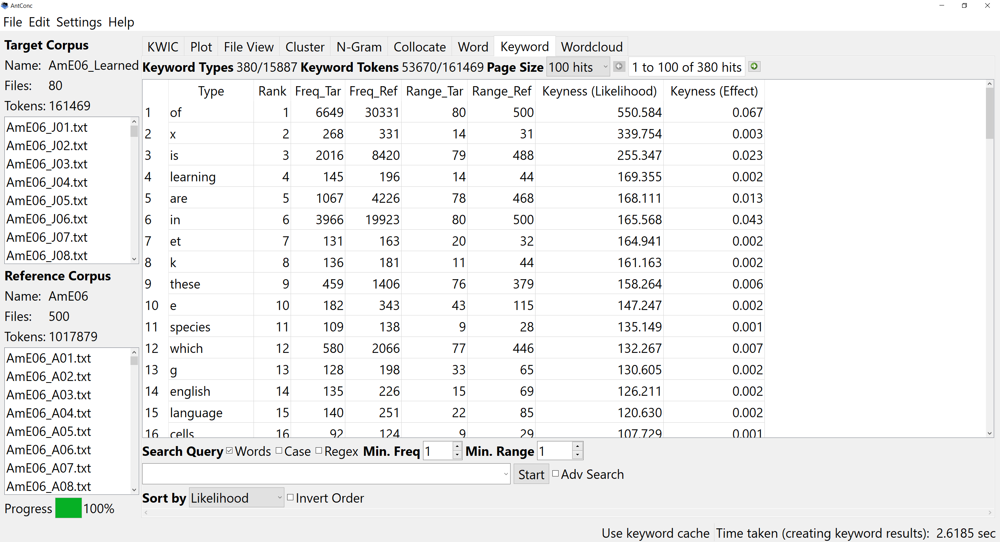 AntConc
File Edit Settings Help
Target Corpus
Name: AmE06_Learned
Files: 80
Tokens: 161469
AmE06_J01.txt
AmE06_J02.txt
AmE06_J03.txt
AmE06_J04.txt
AmE06_J05.txt
AmE06_J06.txt
AmE06_J07.txt
AmE06_J08.txt
Reference Corpus
Name: AmE06
Files: 500
Tokens: 1017879
AmE06_A01.txt
AmE06_A02.txt
AmE06_A03.txt
AmE06_A04.txt
AmE06_A05.txt
AmE06_A06.txt
AmE06_A07.txt
AmE06_A08.txt
Progress 100%
KWIC Plot File View Cluster N-Gram Collocate Word Keyword Wordcloud
Keyword Types 380/15887 Keyword Tokens 53670/161469 Page Size 100 hits 1 to 100 of 380 hits
Type Rank Freq_Tar Freq_Ref Range_Tar Range_Ref Keyness (Likelihood) Keyness (Effect)
1 of 1 6649 30331 80 500 550.584 0.067
2 x 2 268 331 14 31 339.754 0.003
3 is 3 2016 8420 79 488 255.347 0.023
4 learning 4 145 196 14 44 169.355 0.002
5 are 5 1067 4226 78 468 168.111 0.013
6 in 6 3966 19923 80 500 165.568 0.043
7 et 7 131 163 20 32 164.941 0.002
8 k 8 136 181 11 44 161.163 0.002
9 these 9 459 1406 76 379 158.264 0.006
10 e 10 182 343 43 115 147.247 0.002
11 species 11 109 138 9 28 135.149 0.001
12 which 12 580 2066 77 446 132.267 0.007
13 g 13 128 198 33 65 130.605 0.002
14 english 14 135 226 15 69 126.211 0.002
15 language 15 140 251 22 85 120.630 0.002
16 cells 16 92 124 9 29 107.729 0.001
Search Query Words Case Regex Min. Freq 1 Min. Range 1
Start Adv Search
Sort by Likelihood Invert Order
Use keyword cache Time taken (creating keyword results): 2.6185 sec